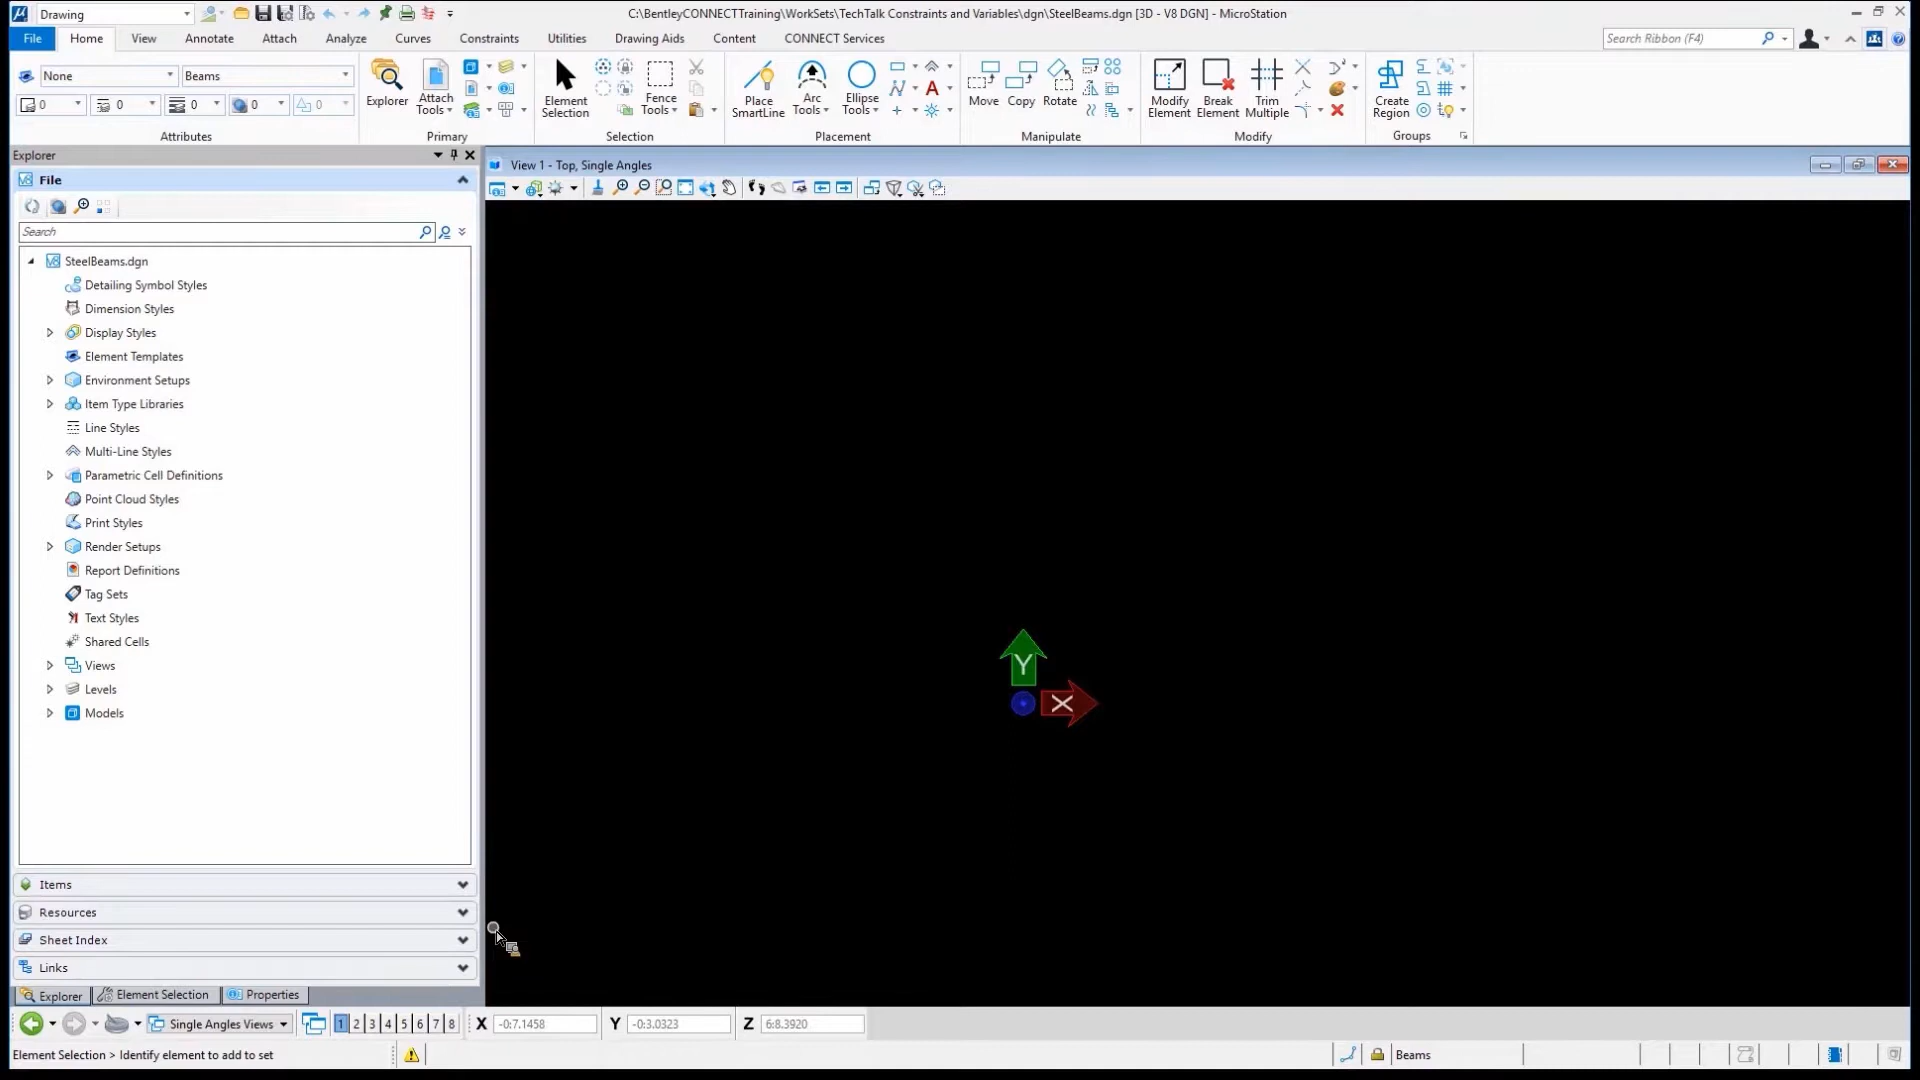 Drawing
C:\BentleyCONNECTTraining\WorkSets\TechTalk Constraints and Variables\dgn\SteelBeams.dgn [3D - V8 DGN] - MicroStation
File Home View Annotate Attach Analyze Curves Constraints Utilities Drawing Aids Content CONNECT Services
Search Ribbon (F4)
None Beams
0 0 0 0 0
Explorer Attach Tools
Element Selection
Fence Tools
Place SmartLine
Arc Tools
Ellipse Tools
Move Copy Rotate
Modify Element
Break Element
Trim Multiple
Create Region
Attributes Primary Selection Placement Manipulate Modify Groups
Explorer
File
Search
SteelBeams.dgn
Detailing Symbol Styles
Dimension Styles
Display Styles
Element Templates
Environment Setups
Item Type Libraries
Line Styles
Multi-Line Styles
Parametric Cell Definitions
Point Cloud Styles
Print Styles
Render Setups
Report Definitions
Tag Sets
Text Styles
Shared Cells
Views
Levels
Models
Items
Resources
Sheet Index
Links
Explorer Element Selection Properties
View 1 - Top, Single Angles
Y
X
Single Angles Views 1 2 3 4 5 6 7 8 X -0:7.1458 Y -0:3.0323 Z 6:8.3920
Element Selection > Identify element to add to set
Beams